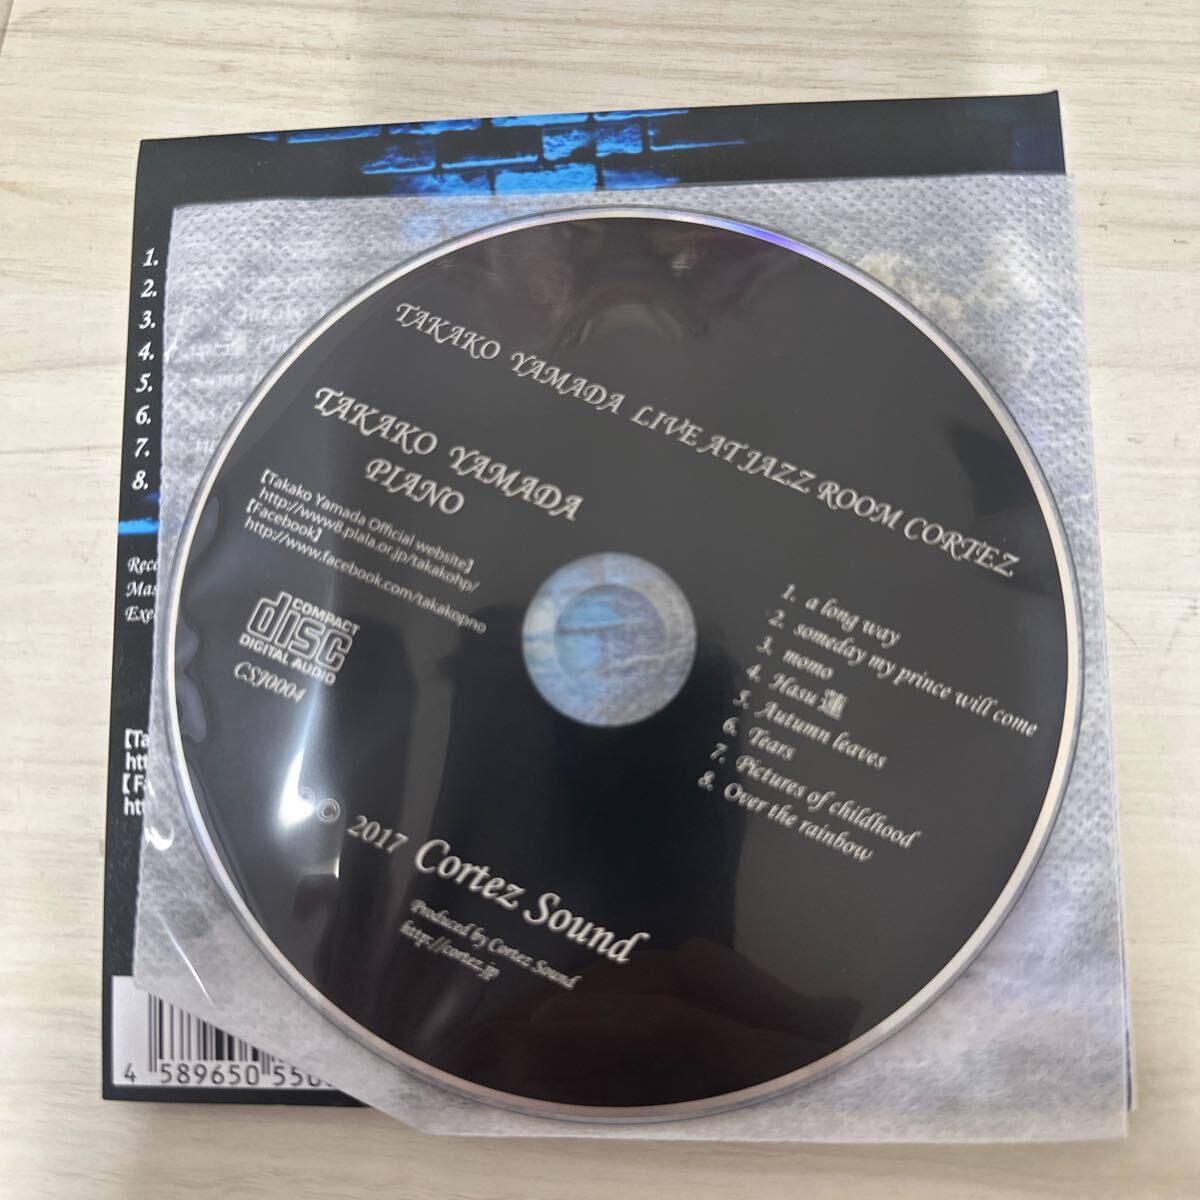 TAKAKO YAMADA LIVE AT JAZZ ROOM CORTEZ
TAKAKO YAMADA
PIANO
【Takako Yamada Official website】
http://www8.plala.or.jp/takakohp/
【Facebook】
http://www.facebook.com/takakopno
COMPACT
disc
DIGITAL AUDIO
CSJ0004
1. a long way
2. someday my prince will come
3. momo
4. Hasu 蓮
5. Autumn leaves
6. Tears
7. Pictures of childhood
8. Over the rainbow
℗© 2017 Cortez Sound
Produced by Cortez Sound
http://cortez.jp
1.
2.
3.
4.
5.
6.
7.
8.
4 589650 550